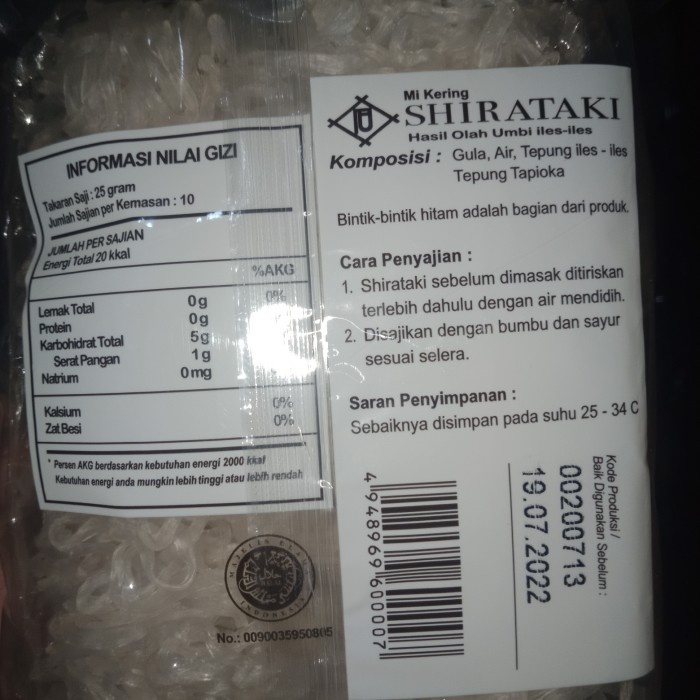 INFORMASI NILAI GIZI
Takaran Saji : 25 gram
Jumlah Sajian per Kemasan : 10
JUMLAH PER SAJIAN
Energi Total 20 kkal
%AKG
Lemak Total 0g 0%
Protein 0g
Karbohidrat Total 5g
Serat Pangan 1g
Natrium 0mg
Kalsium 0%
Zat Besi 0%
* Persen AKG berdasarkan kebutuhan energi 2000 kkal
Kebutuhan energi anda mungkin lebih tinggi atau lebih rendah
MAJELIS ULAMA
INDONESIA
No.: 0090035950805
Mi Kering
SHIRATAKI
Hasil Olah Umbi iles-iles
Komposisi : Gula, Air, Tepung iles - iles
Tepung Tapioka
Bintik-bintik hitam adalah bagian dari produk.
Cara Penyajian :
1. Shirataki sebelum dimasak ditiriskan
terlebih dahulu dengan air mendidih.
2. Disajikan dengan bumbu dan sayur
sesuai selera.
Saran Penyimpanan :
Sebaiknya disimpan pada suhu 25 - 34 C
Kode Produksi /
Baik Digunakan Sebelum :
00200713
19.07.2022
4 948969 600007